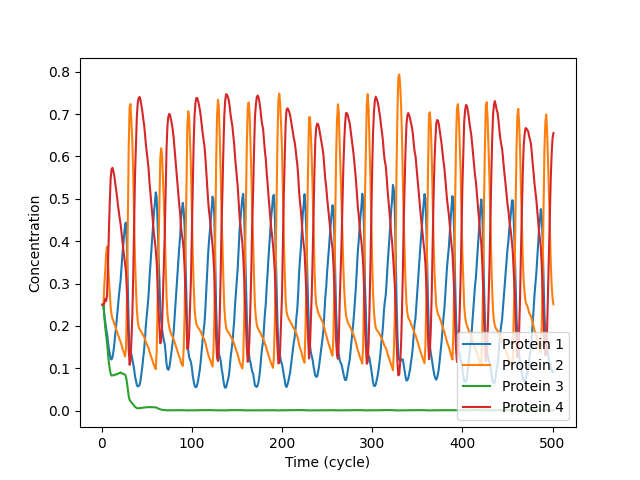 0.8
0.7
0.6
0.5
0.4
0.3
0.2
0.1
0.0
Concentration
0
100
200
300
400
500
Time (cycle)
Protein 1
Protein 2
Protein 3
Protein 4